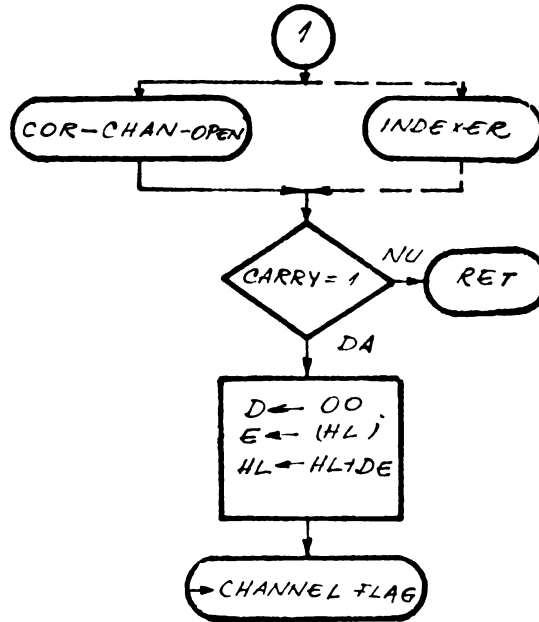 1
COR-CHAN-OPEN
INDEXER
CARRY = 1
NU
RET
DA
D ← 00
E ← (HL)
HL ← HL+DE
→ CHANNEL FLAG